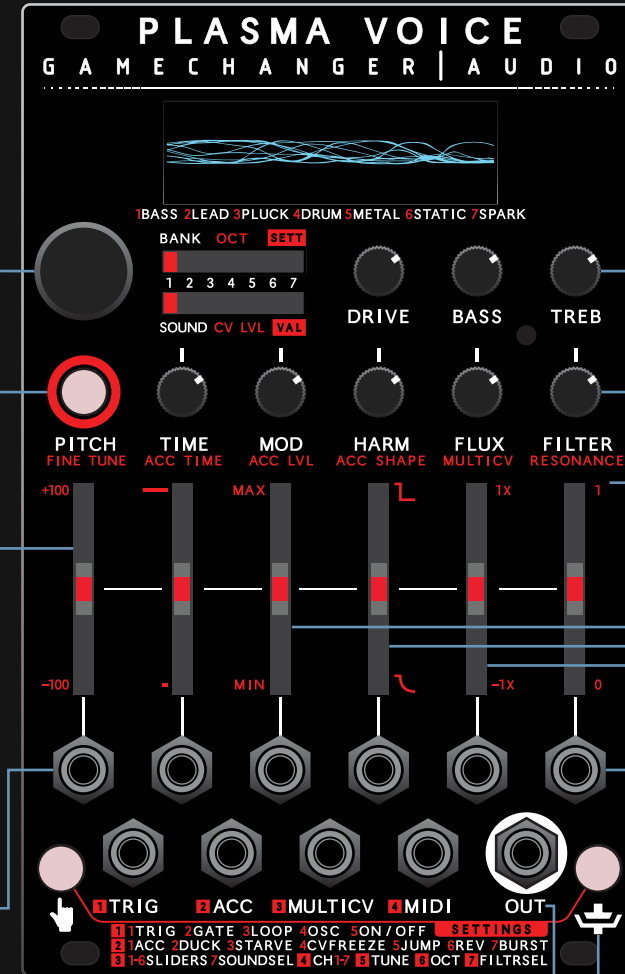 PLASMA VOICE
GAMECHANGER|AUDIO
1BASS 2LEAD 3PLUCK 4DRUM 5METAL 6STATIC 7SPARK
BANK OCT SETT
1 2 3 4 5 6 7
SOUND CV LVL VAL
DRIVE BASS TREB
PITCH TIME MOD HARM FLUX FILTER
FINE TUNE ACC TIME ACC LVL ACC SHAPE MULTICV RESONANCE
+100 MAX 1X 1
-100 MIN -1X 0
1TRIG 2ACC 3MULTICV 4MIDI OUT
1 1TRIG 2GATE 3LOOP 4OSC 5ON/OFF SETTINGS
2 1ACC 2DUCK 3STARVE 4CVFREEZE 5JUMP 6REV 7BURST
3 1-6SLIDERS 7SOUNDSEL 4 CH1-7 5 TUNE 6 OCT 7 FILTRSEL